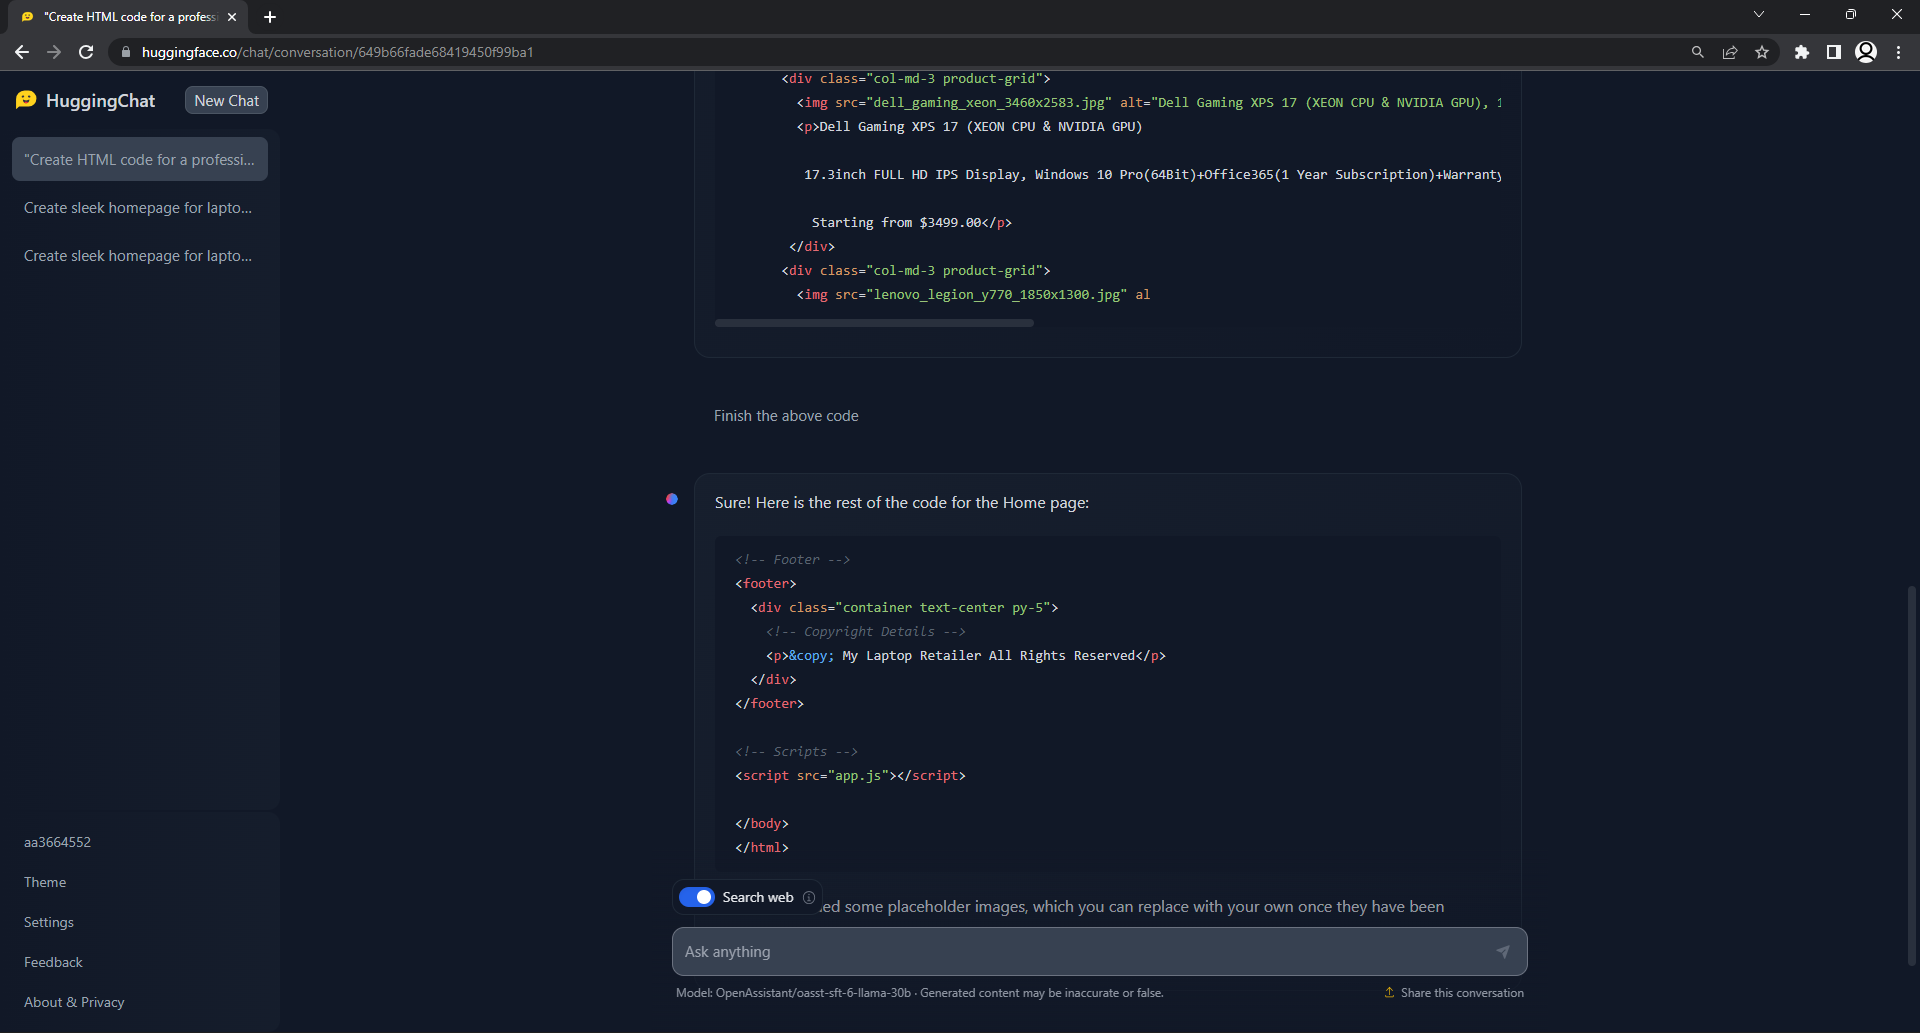 "Create HTML code for a profess
huggingface.co/chat/conversation/649b66fade68419450f99ba1
HuggingChat
New Chat
"Create HTML code for a professi...
Create sleek homepage for lapto...
Create sleek homepage for lapto...
aa3664552
Theme
Settings
Feedback
About & Privacy
<div class="col-md-3 product-grid">
<img src="dell_gaming_xeon_3460x2583.jpg" alt="Dell Gaming XPS 17 (XEON CPU & NVIDIA GPU), 1
<p>Dell Gaming XPS 17 (XEON CPU & NVIDIA GPU)
17.3inch FULL HD IPS Display, Windows 10 Pro(64Bit)+Office365(1 Year Subscription)+Warranty
Starting from $3499.00</p>
</div>
<div class="col-md-3 product-grid">
<img src="lenovo_legion_y770_1850x1300.jpg" al
Finish the above code
Sure! Here is the rest of the code for the Home page:
<!-- Footer -->
<footer>
<div class="container text-center py-5">
<!-- Copyright Details -->
<p>&copy; My Laptop Retailer All Rights Reserved</p>
</div>
</footer>
<!-- Scripts -->
<script src="app.js"></script>
</body>
</html>
Search web
ed some placeholder images, which you can replace with your own once they have been
Ask anything
Model: OpenAssistant/oasst-sft-6-llama-30b · Generated content may be inaccurate or false.
Share this conversation